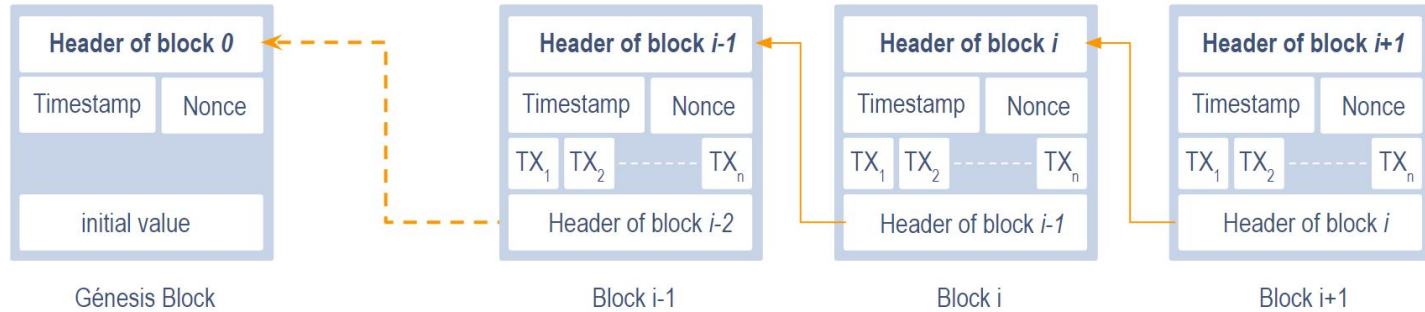 Header of block 0
Timestamp
Nonce
initial value
Génesis Block
Header of block i-1
Timestamp
Nonce
TX1
TX2
TXn
Header of block i-2
Block i-1
Header of block i
Timestamp
Nonce
TX1
TX2
TXn
Header of block i-1
Block i
Header of block i+1
Timestamp
Nonce
TX1
TX2
TXn
Header of block i
Block i+1